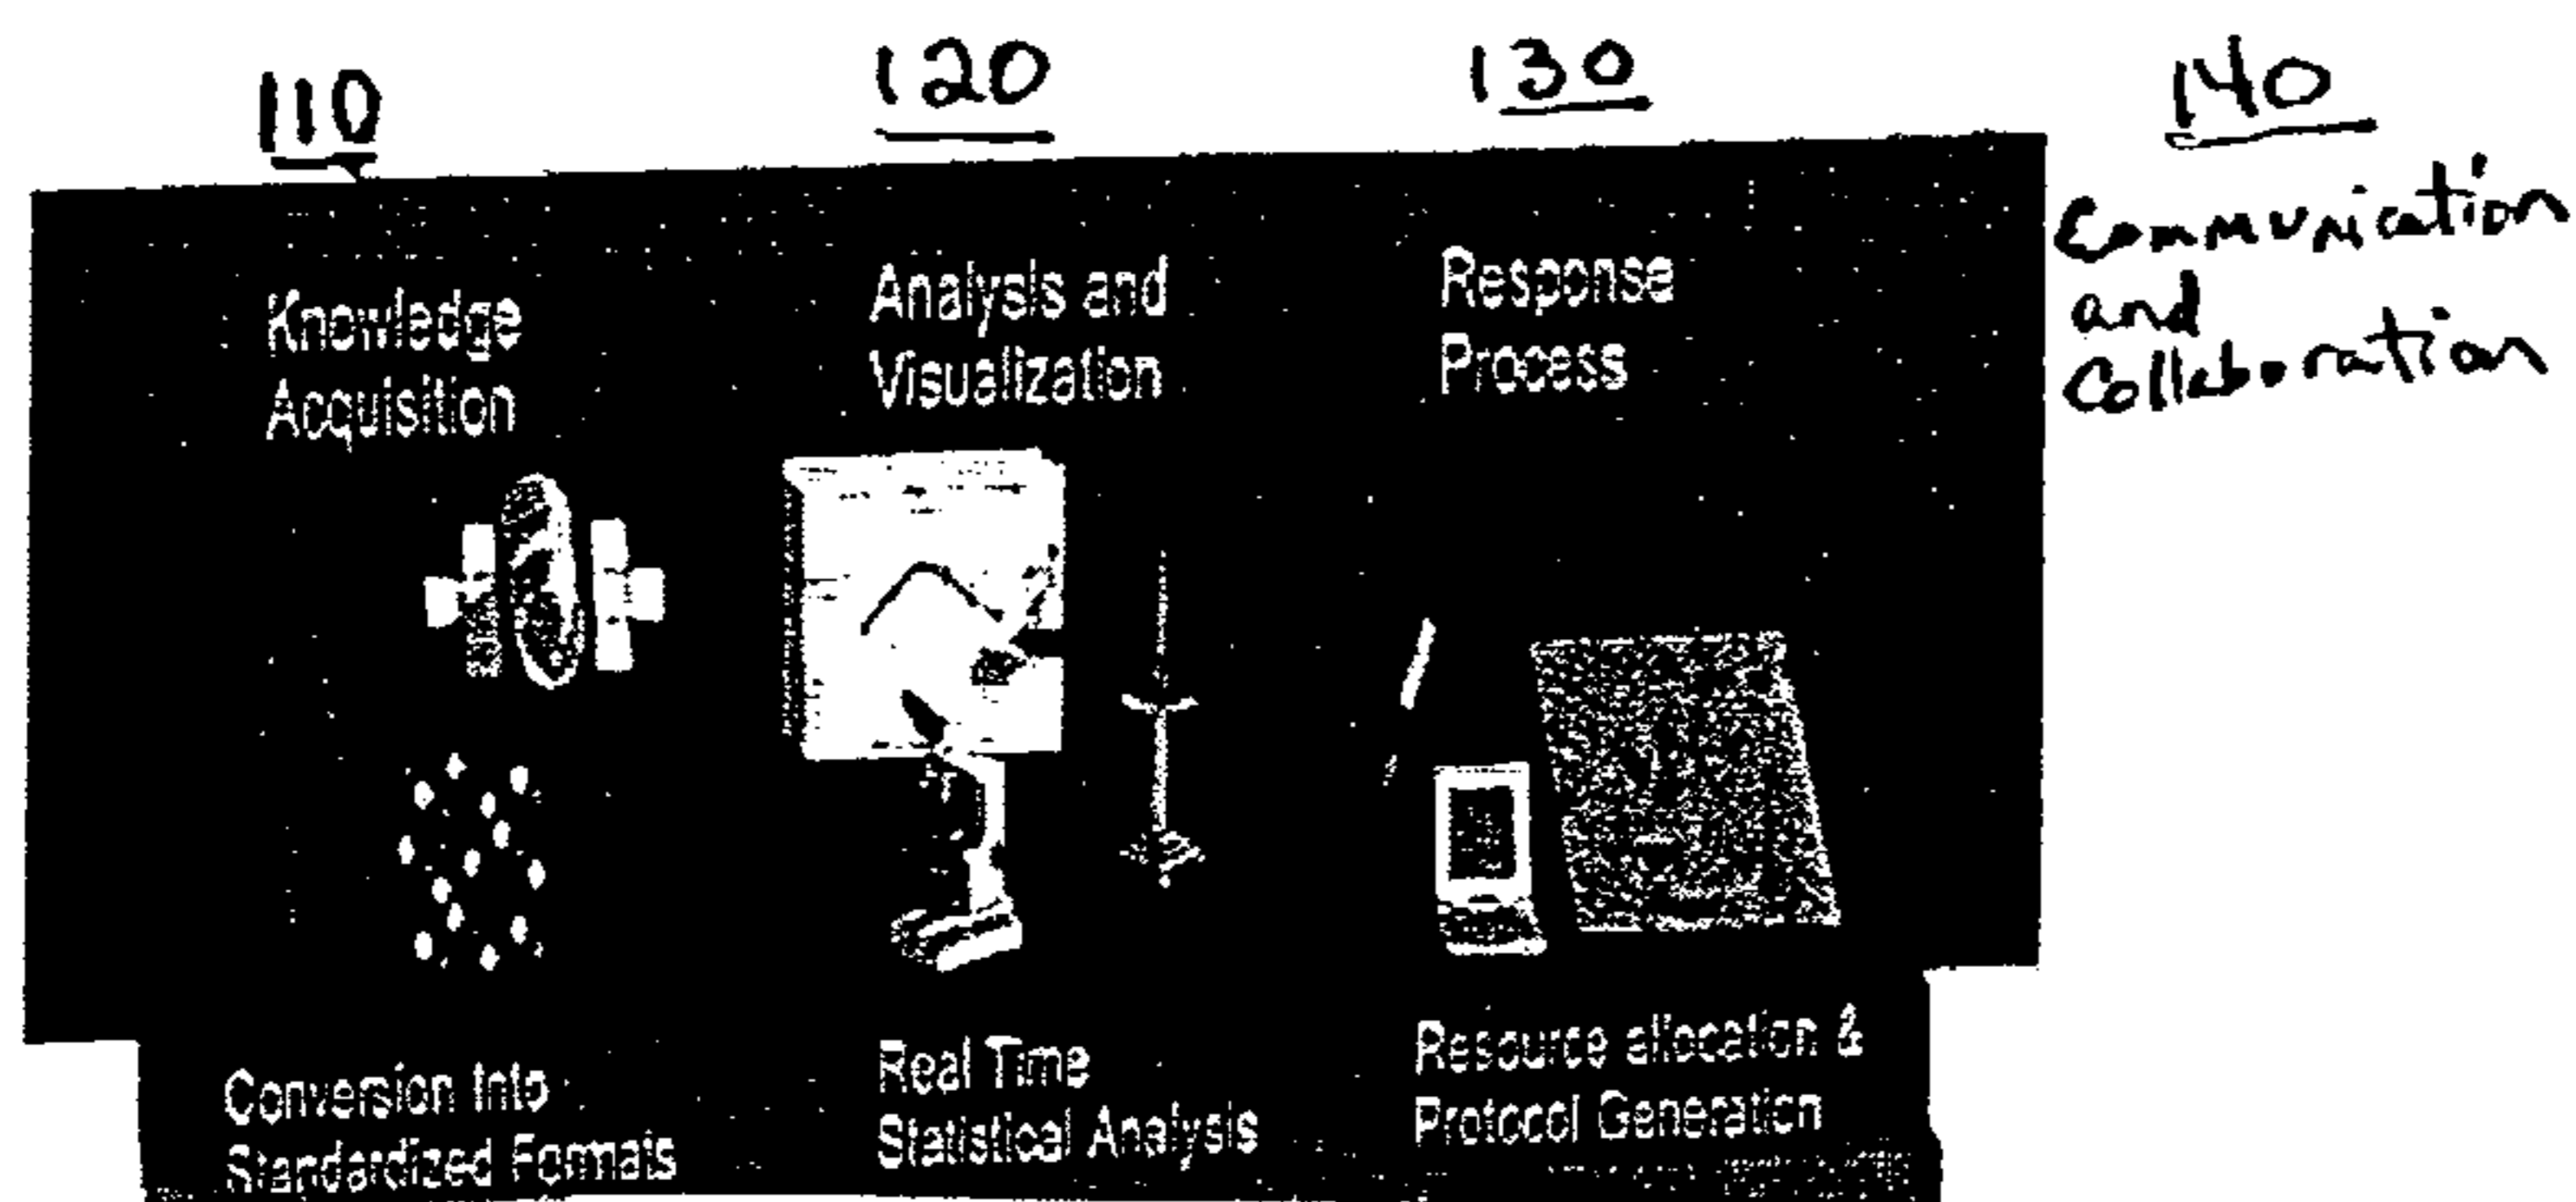 110
120
130
140
Knowledge
Acquisition
Analysis and
Visualization
Response
Process
Communication
and
Collaboration
Conversion Into
Standardized Formats
Real Time
Statistical Analysis
Resource allocation &
Protocol Generation